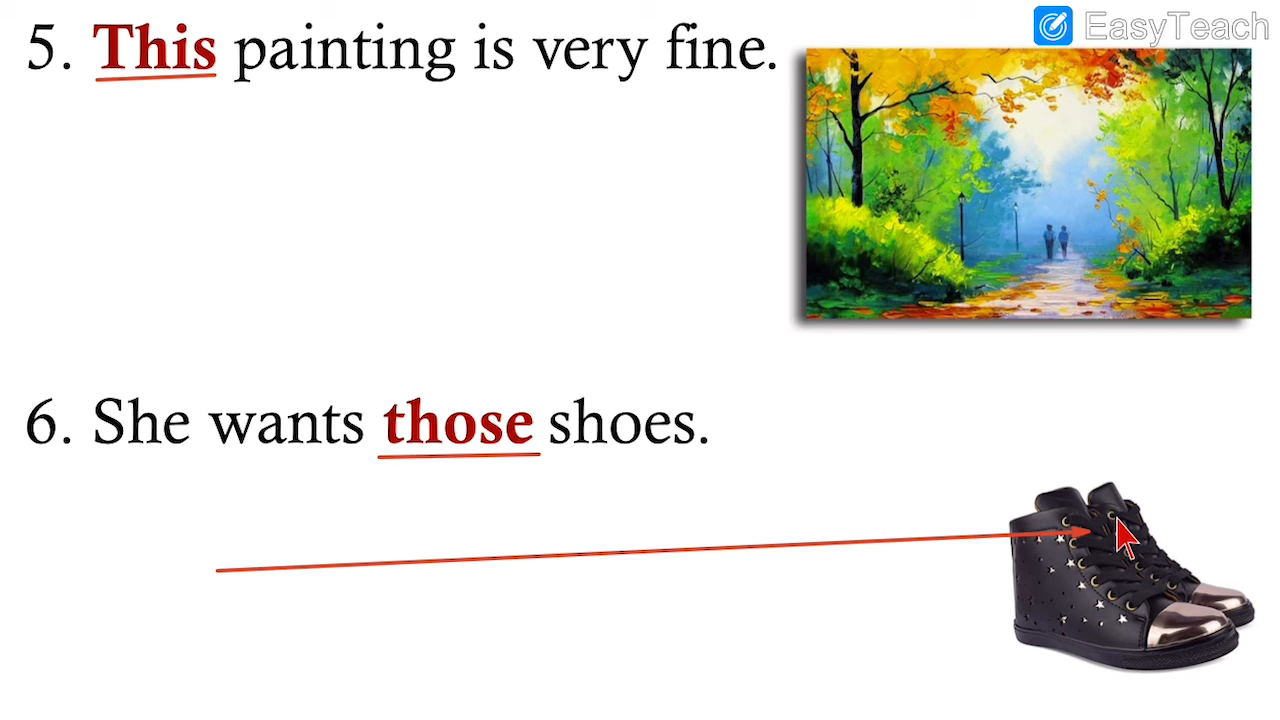 EasyTeach
5. This painting is very fine.
6. She wants those shoes.